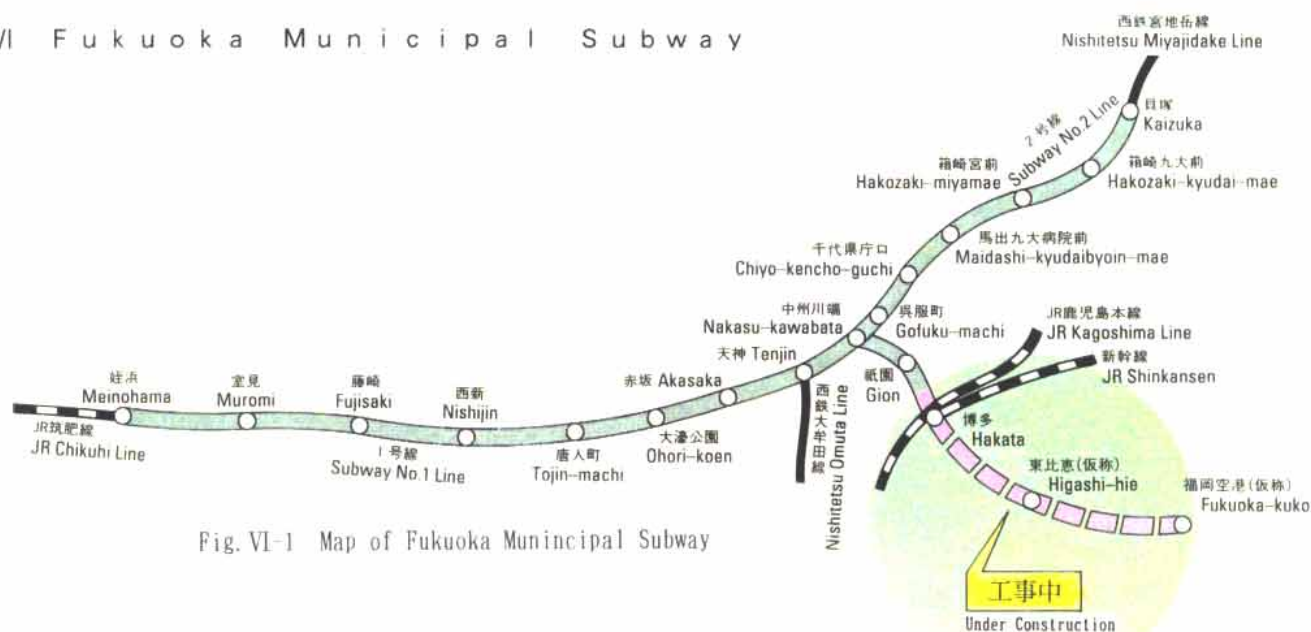 VI Fukuoka Municipal Subway
西鉄宮地岳線
Nishitetsu Miyajidake Line
貝塚
Kaizuka
2号線
Subway No.2 Line
箱崎九大前
Hakozaki-kyudai-mae
箱崎宮前
Hakozaki-miyamae
馬出九大病院前
Maidashi-kyudaibyoin-mae
千代県庁口
Chiyo-kencho-guchi
呉服町
Gofuku-machi
中州川端
Nakasu-kawabata
JR鹿児島本線
JR Kagoshima Line
新幹線
JR Shinkansen
天神 Tenjin
祇園
Gion
赤坂 Akasaka
西鉄大牟田線
Nishitetsu Omuta Line
博多
Hakata
姪浜
Meinohama
室見
Muromi
藤崎
Fujisaki
西新
Nishijin
大濠公園
Ohori-koen
唐人町
Tojin-machi
1号線
Subway No.1 Line
JR筑肥線
JR Chikuhi Line
東比恵(仮称)
Higashi-hie
福岡空港(仮称)
Fukuoka-kuko
Fig. VI-1 Map of Fukuoka Munincipal Subway
工事中
Under Construction